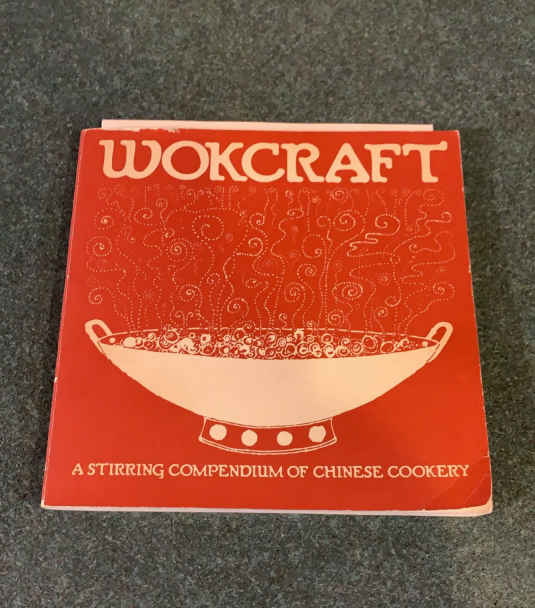 WOKCRAFT
A STIRRING COMPENDIUM OF CHINESE COOKERY